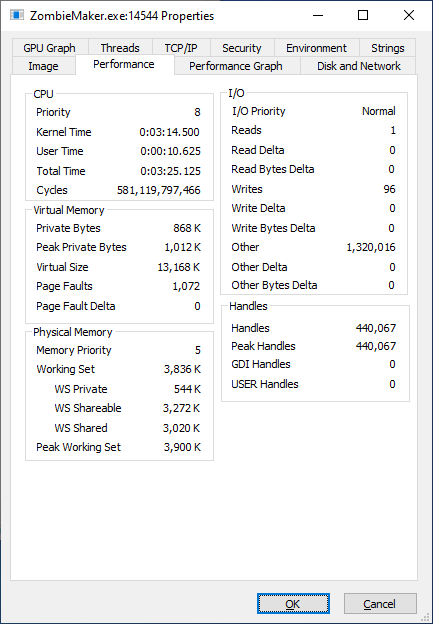 ZombieMaker.exe:14544 Properties
GPU Graph Threads TCP/IP Security Environment Strings
Image Performance Performance Graph Disk and Network
CPU
Priority 8
Kernel Time 0:03:14.500
User Time 0:00:10.625
Total Time 0:03:25.125
Cycles 581,119,797,466
Virtual Memory
Private Bytes 868 K
Peak Private Bytes 1,012 K
Virtual Size 13,168 K
Page Faults 1,072
Page Fault Delta 0
Physical Memory
Memory Priority 5
Working Set 3,836 K
WS Private 544 K
WS Shareable 3,272 K
WS Shared 3,020 K
Peak Working Set 3,900 K
I/O
I/O Priority Normal
Reads 1
Read Delta 0
Read Bytes Delta 0
Writes 96
Write Delta 0
Write Bytes Delta 0
Other 1,320,016
Other Delta 0
Other Bytes Delta 0
Handles
Handles 440,067
Peak Handles 440,067
GDI Handles 0
USER Handles 0
OK Cancel